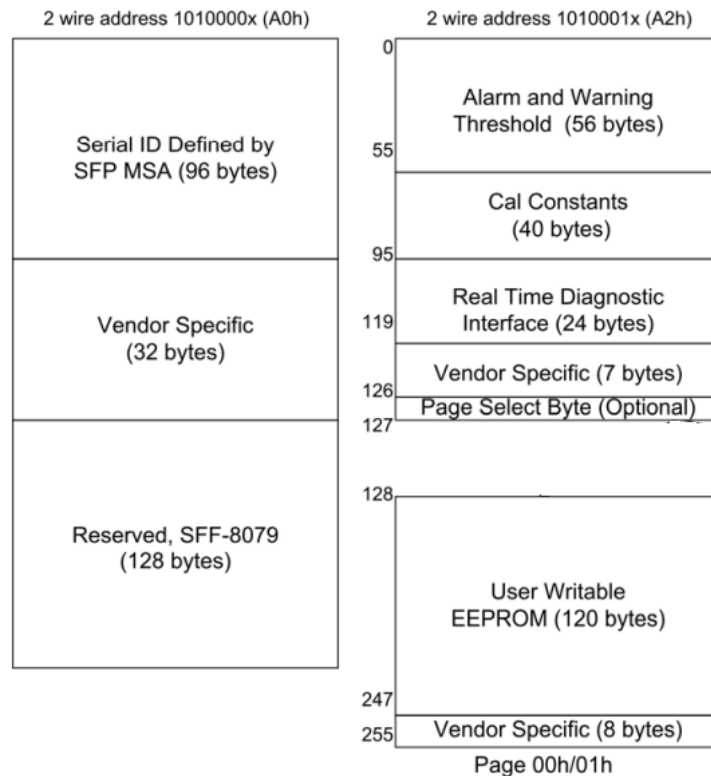 2 wire address 1010000x (A0h)
Serial ID Defined by
SFP MSA (96 bytes)
Vendor Specific
(32 bytes)
Reserved, SFF-8079
(128 bytes)
2 wire address 1010001x (A2h)
0
Alarm and Warning
Threshold (56 bytes)
55
Cal Constants
(40 bytes)
95
Real Time Diagnostic
Interface (24 bytes)
119
Vendor Specific (7 bytes)
126
Page Select Byte (Optional)
127
128
User Writable
EEPROM (120 bytes)
247
Vendor Specific (8 bytes)
255
Page 00h/01h